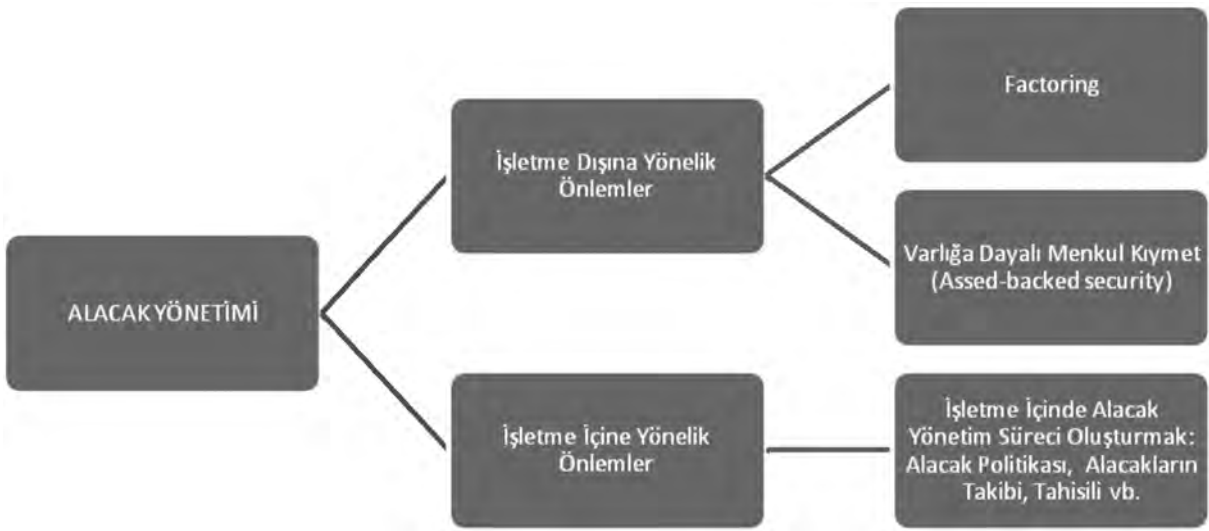 ALACAK YÖNETİMİ
İşletme Dışına Yönelik
Önlemler
Factoring
Varlığa Dayalı Menkul Kıymet
(Assed-backed security)
İşletme İçine Yönelik
Önlemler
İşletme İçinde Alacak
Yönetim Süreci Oluşturmak:
Alacak Politikası, Alacakların
Takibi, Tahisili vb.